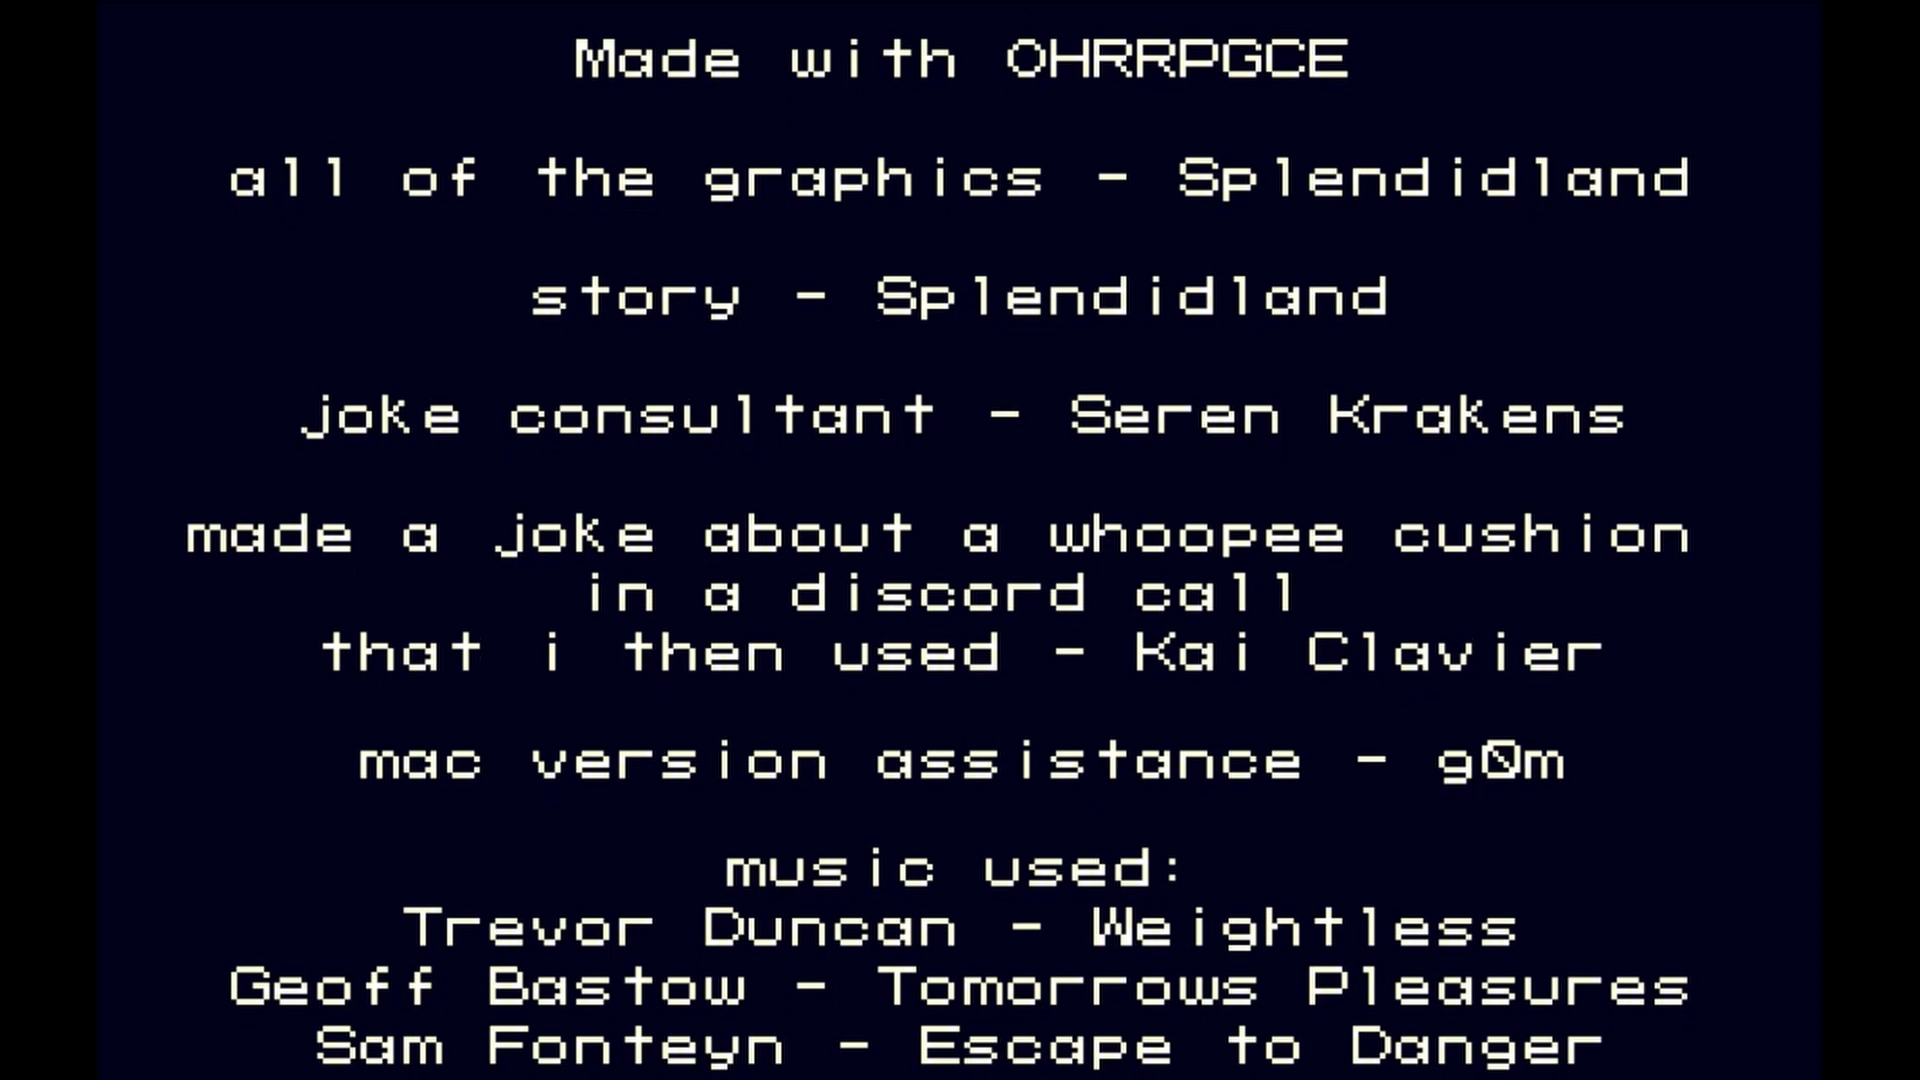 Made with OHRRPGCE
all of the graphics - Splendidland
story - Splendidland
joke consultant - Seren Krakens
made a joke about a whoopee cushion
in a discord call
that i then used - Kai Clavier
mac version assistance - g0m
music used:
Trevor Duncan - Weightless
Geoff Bastow - Tomorrows Pleasures
Sam Fonteyn - Escape to Danger